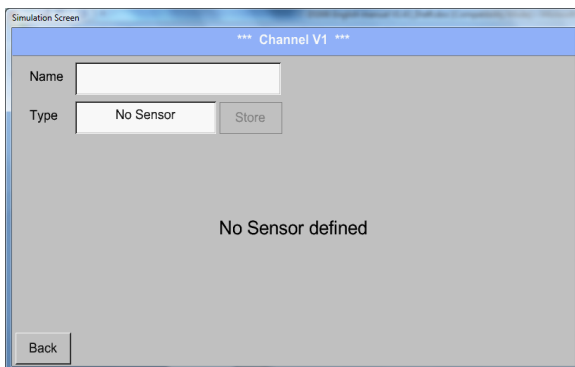 Simulation Screen
*** Channel V1 ***
Name
Type No Sensor Store
No Sensor defined
Back